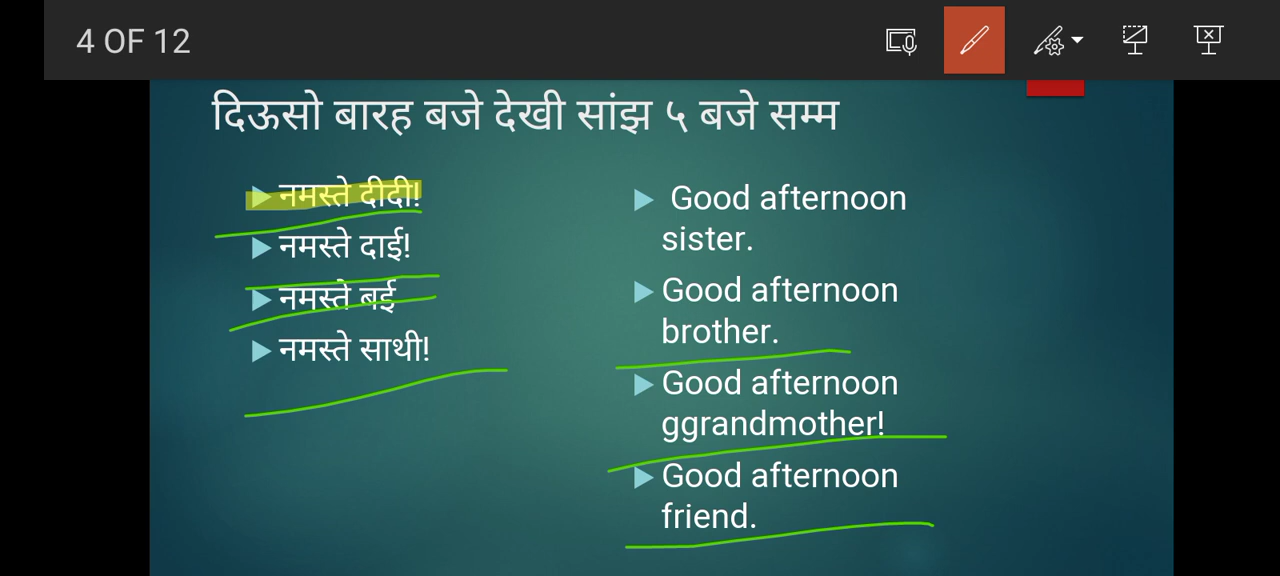 4 OF 12
दिऊसो बारह बजे देखी सांझ ५ बजे सम्म
नमस्ते दीदी!
नमस्ते दाई!
नमस्ते बई
नमस्ते साथी!
Good afternoon
sister.
Good afternoon
brother.
Good afternoon
ggrandmother!
Good afternoon
friend.